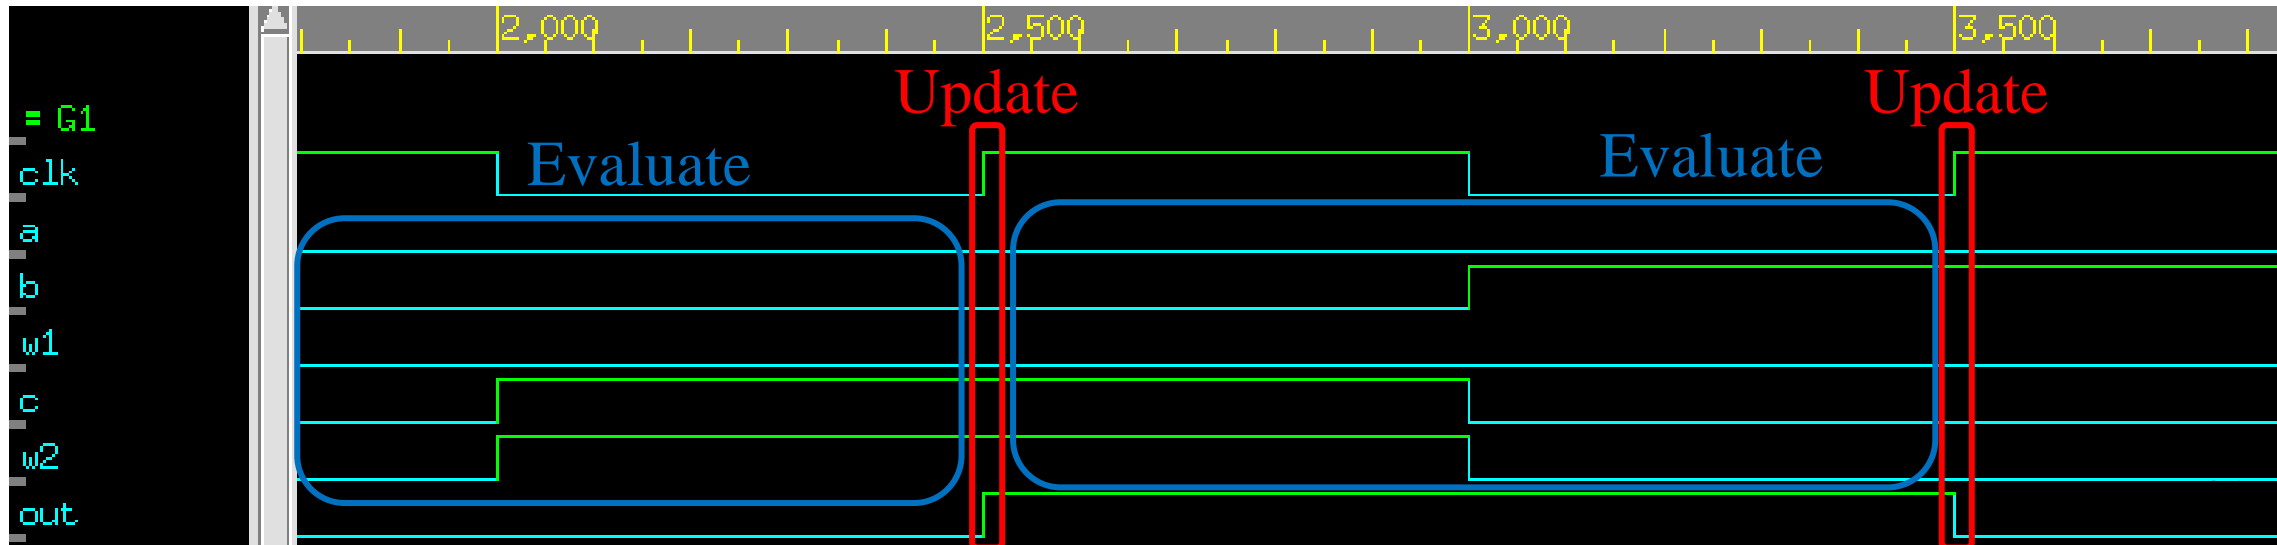 2,000 2,500 3,000 3,500
Update Update
= G1
clk Evaluate Evaluate
a
b
w1
c
w2
out